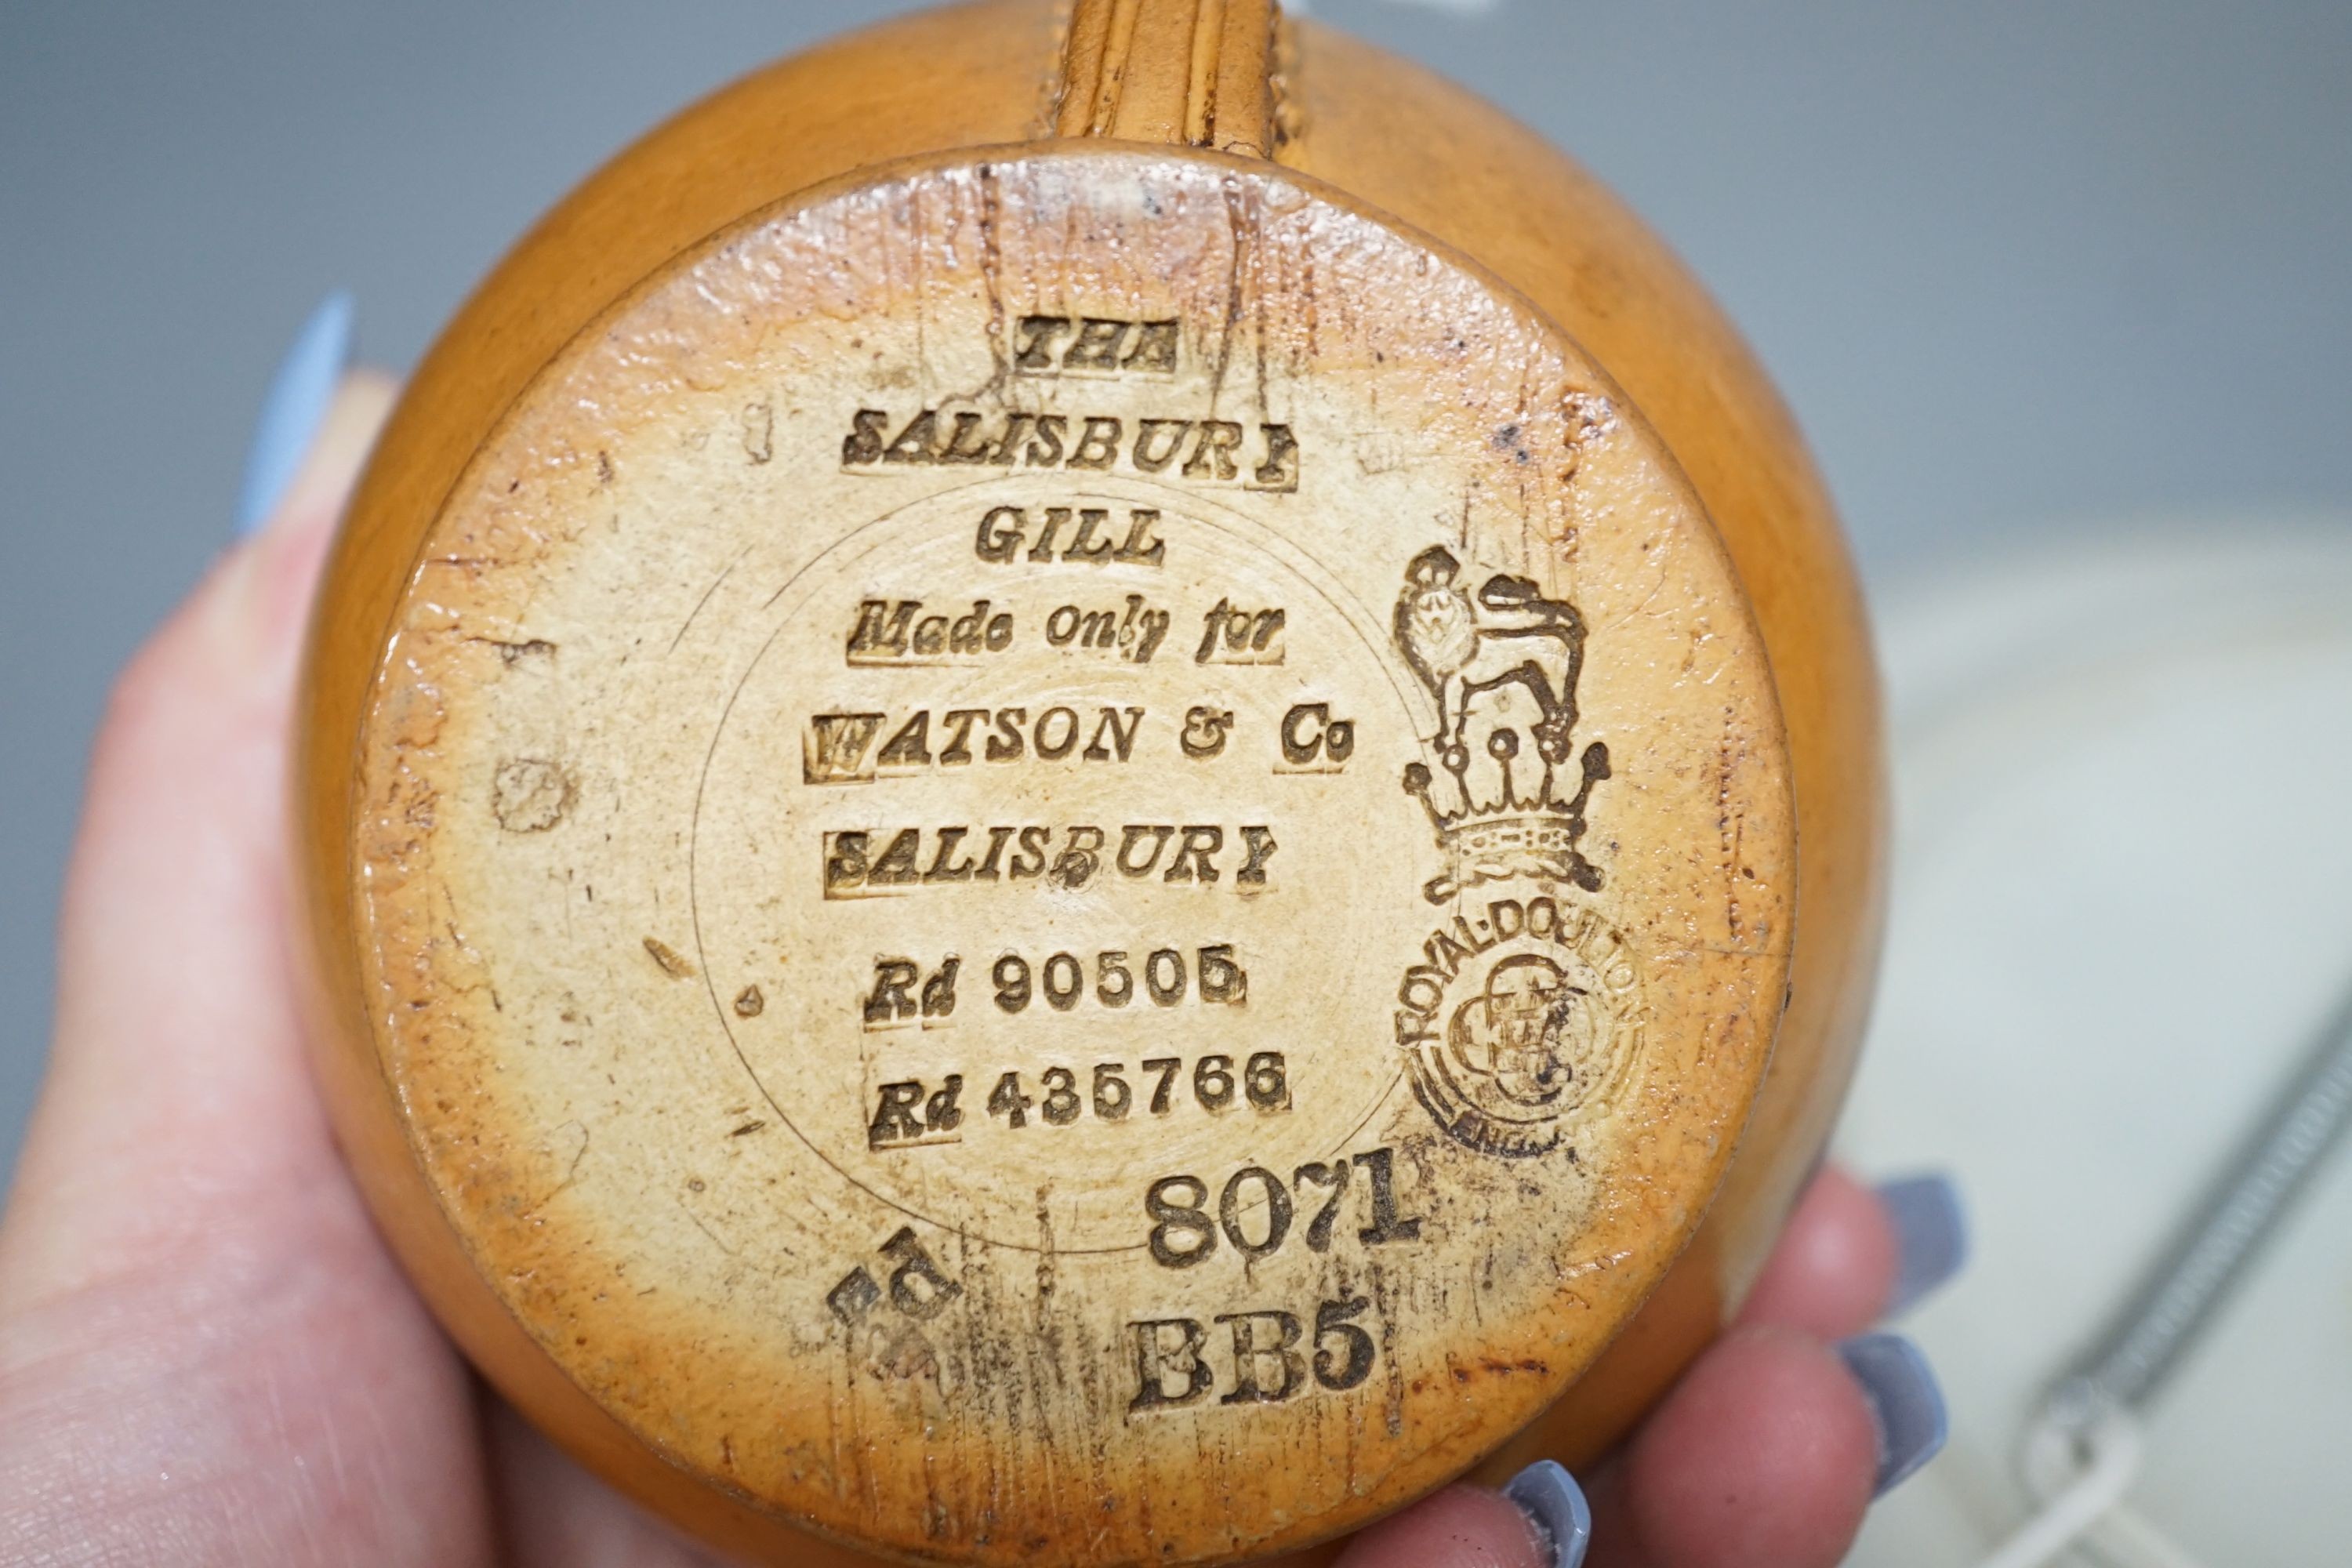 THE
SALISBURY
GILL
Made only for
WATSON & Co
SALISBURY
Rd 90505
Rd 435766
ROYAL·DOULTON
8071
BB5